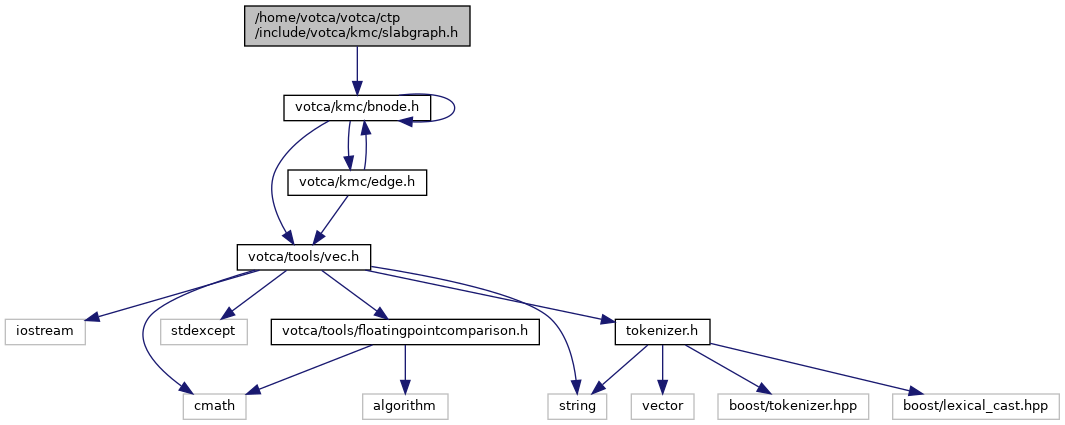 /home/votca/votca/ctp
/include/votca/kmc/slabgraph.h
votca/kmc/bnode.h
votca/kmc/edge.h
votca/tools/vec.h
iostream
stdexcept
votca/tools/floatingpointcomparison.h
tokenizer.h
cmath
algorithm
string
vector
boost/tokenizer.hpp
boost/lexical_cast.hpp